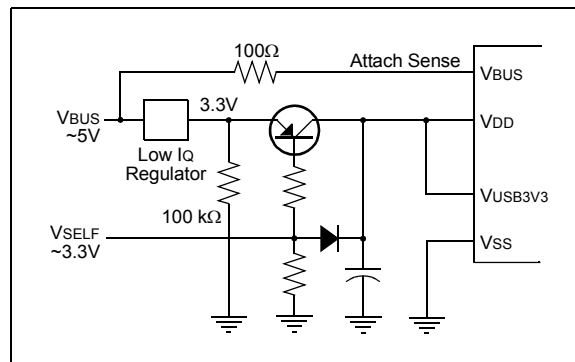 100Ω
Attach Sense
VBUS
VBUS
~5V
3.3V
VDD
Low IQ
Regulator
VUSB3V3
100 kΩ
VSELF
~3.3V
VSS